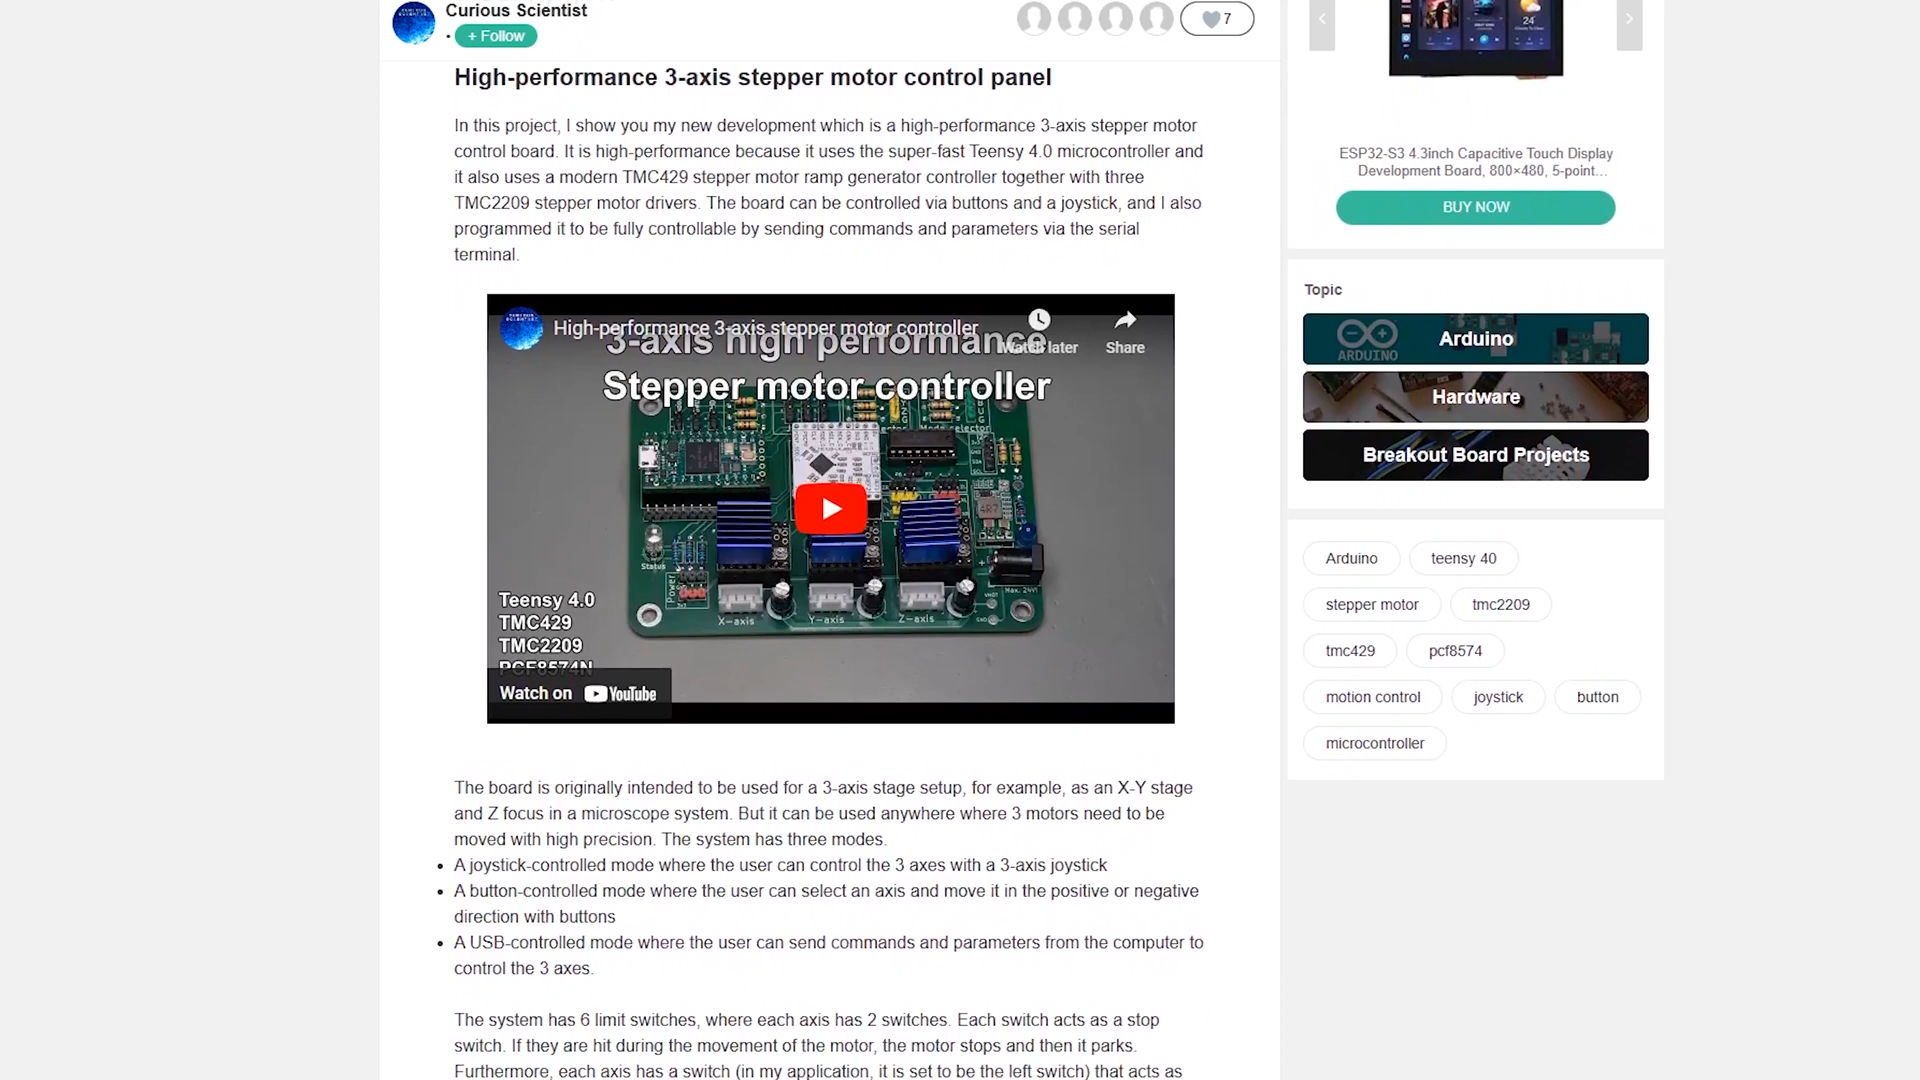 Curious Scientist
+ Follow
7
High-performance 3-axis stepper motor control panel
In this project, I show you my new development which is a high-performance 3-axis stepper motor
control board. It is high-performance because it uses the super-fast Teensy 4.0 microcontroller and
it also uses a modern TMC429 stepper motor ramp generator controller together with three
TMC2209 stepper motor drivers. The board can be controlled via buttons and a joystick, and I also
programmed it to be fully controllable by sending commands and parameters via the serial
terminal.
High-performance 3-axis stepper motor controller
Watch later
Share
3-axis high performance
Stepper motor controller
4R7
Status
Power
Max. 24V!
X-axis
Y-axis
Z-axis
Teensy 4.0
TMC429
TMC2209
PCF8574N
Watch on YouTube
The board is originally intended to be used for a 3-axis stage setup, for example, as an X-Y stage
and Z focus in a microscope system. But it can be used anywhere where 3 motors need to be
moved with high precision. The system has three modes.
• A joystick-controlled mode where the user can control the 3 axes with a 3-axis joystick
• A button-controlled mode where the user can select an axis and move it in the positive or negative
direction with buttons
• A USB-controlled mode where the user can send commands and parameters from the computer to
control the 3 axes.
The system has 6 limit switches, where each axis has 2 switches. Each switch acts as a stop
switch. If they are hit during the movement of the motor, the motor stops and then it parks.
Furthermore, each axis has a switch (in my application, it is set to be the left switch) that acts as
24°
ESP32-S3 4.3inch Capacitive Touch Display
Development Board, 800×480, 5-point...
BUY NOW
Topic
ARDUINO
Arduino
Hardware
Breakout Board Projects
Arduino
teensy 40
stepper motor
tmc2209
tmc429
pcf8574
motion control
joystick
button
microcontroller